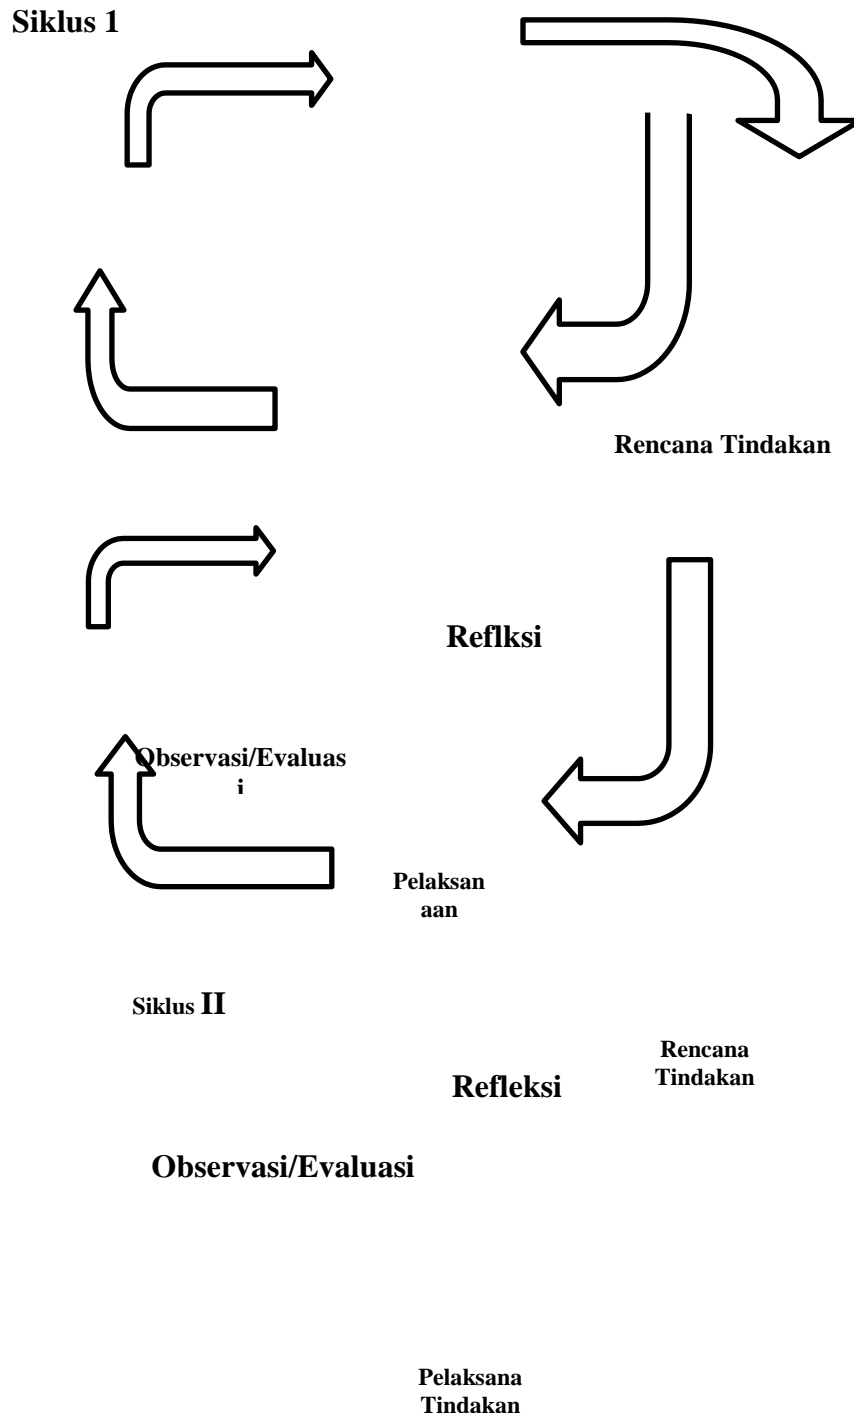 Siklus 1
Rencana Tindakan
Reflksi
Observasi/Evaluas
i
Pelaksan
aan
Siklus II
Rencana
Tindakan
Refleksi
Observasi/Evaluasi
Pelaksana
Tindakan